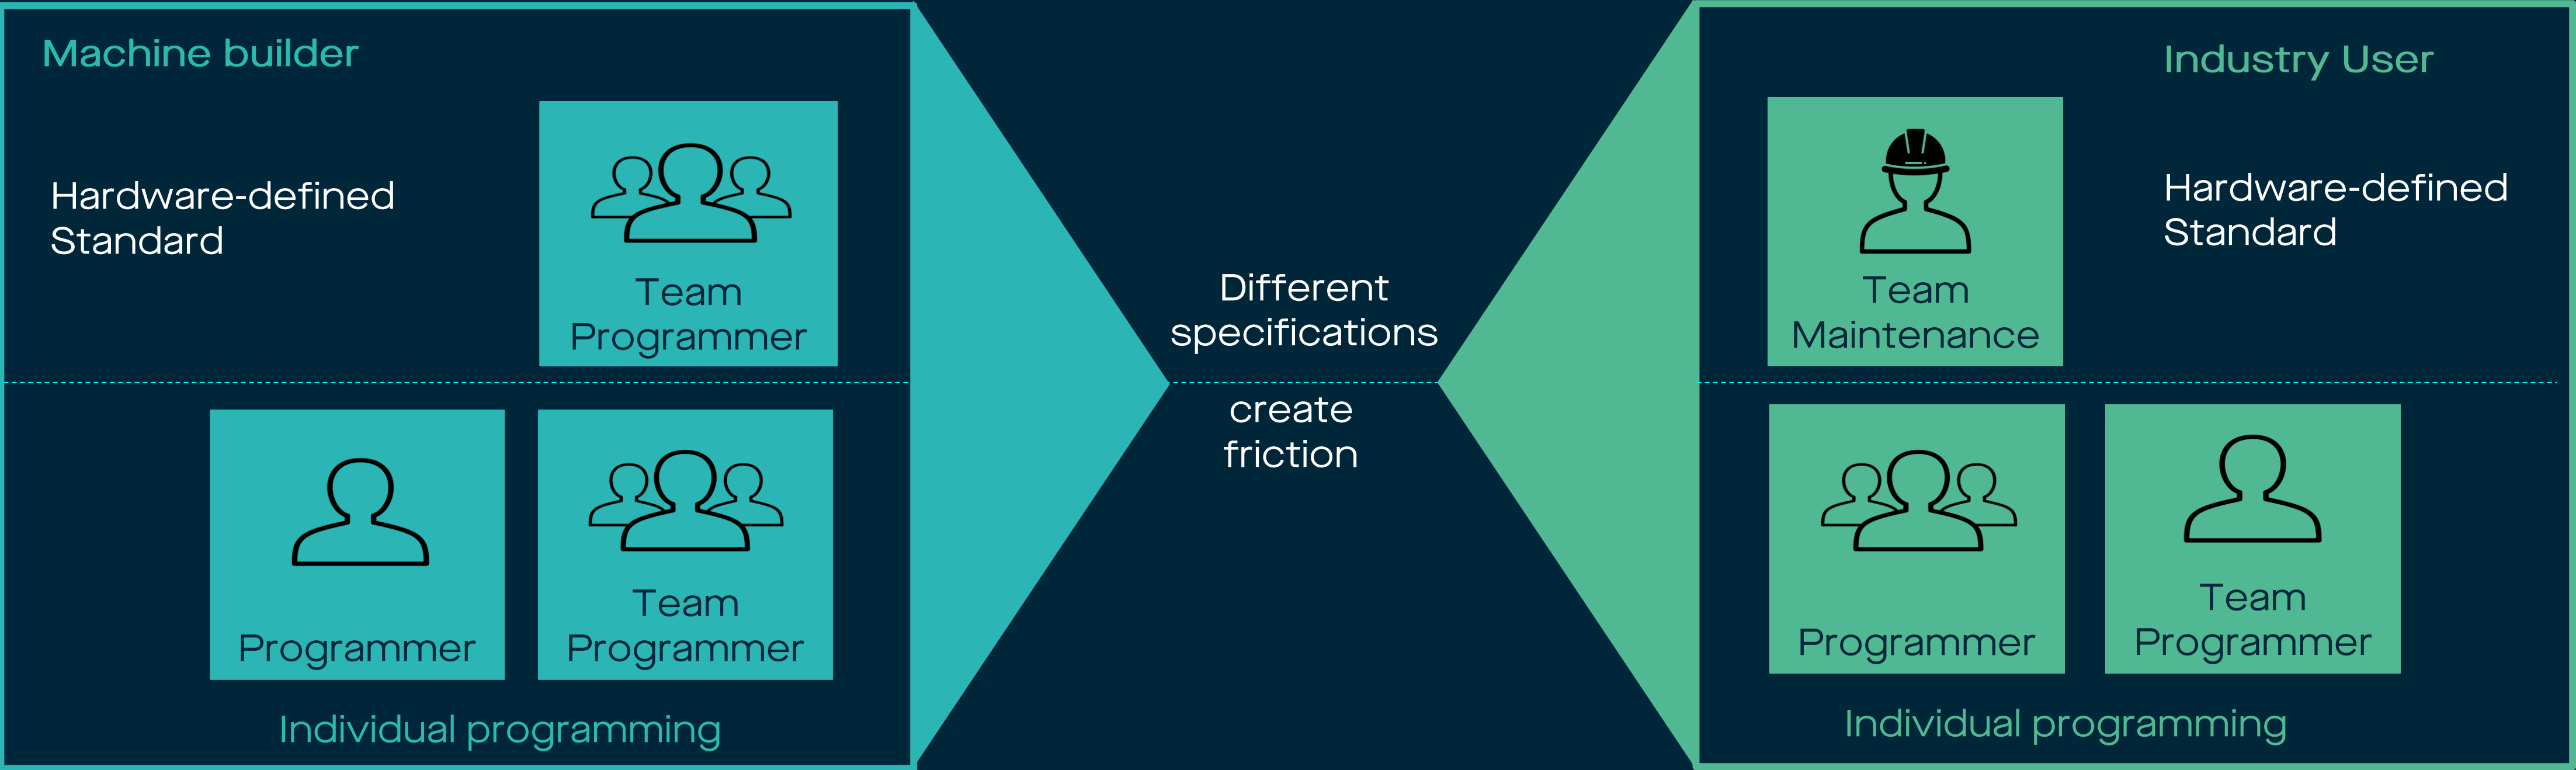 Machine builder
Hardware-defined
Standard
Team
Programmer
Programmer
Team
Programmer
Individual programming
Different
specifications
create
friction
Industry User
Team
Maintenance
Hardware-defined
Standard
Programmer
Team
Programmer
Individual programming